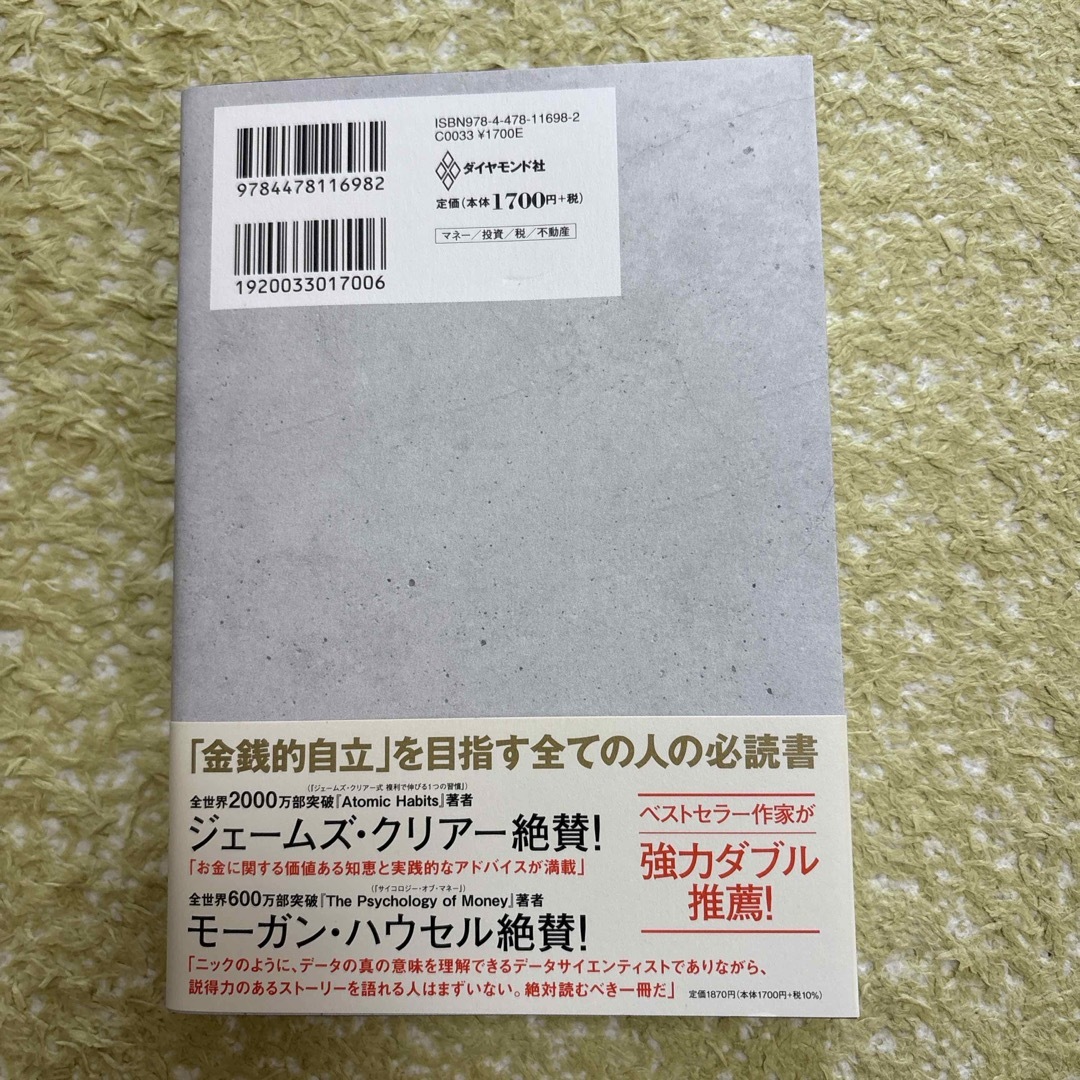 9784478116982
1920033017006
ISBN978-4-478-11698-2
C0033 ¥1700E
ダイヤモンド社
定価(本体1700円+税)
マネー/投資/税/不動産
「金銭的自立」を目指す全ての人の必読書
(『ジェームズ・クリアー式 複利で伸びる1つの習慣』)
全世界2000万部突破『Atomic Habits』著者
ジェームズ・クリアー絶賛!
「お金に関する価値ある知恵と実践的なアドバイスが満載」
(『サイコロジー・オブ・マネー』)
全世界600万部突破『The Psychology of Money』著者
モーガン・ハウセル絶賛!
「ニックのように、データの真の意味を理解できるデータサイエンティストでありながら、
説得力のあるストーリーを語れる人はまずいない。絶対読むべき一冊だ」
ベストセラー作家が
強力ダブル
推薦!
定価1870円(本体1700円+税10%)